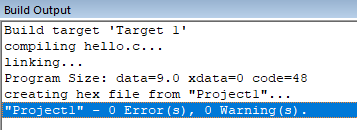 Build Output
Build target 'Target 1'
compiling hello.c...
linking...
Program Size: data=9.0 xdata=0 code=48
creating hex file from "Project1"...
"Project1" - 0 Error(s), 0 Warning(s).